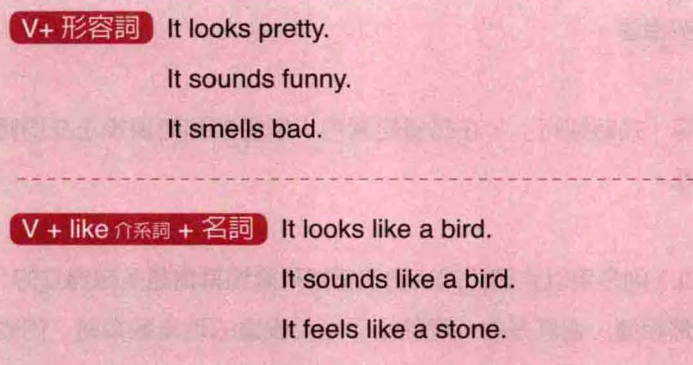 V+ 形容詞 It looks pretty.
It sounds funny.
It smells bad.
V + like 介系詞 + 名詞 It looks like a bird.
It sounds like a bird.
It feels like a stone.